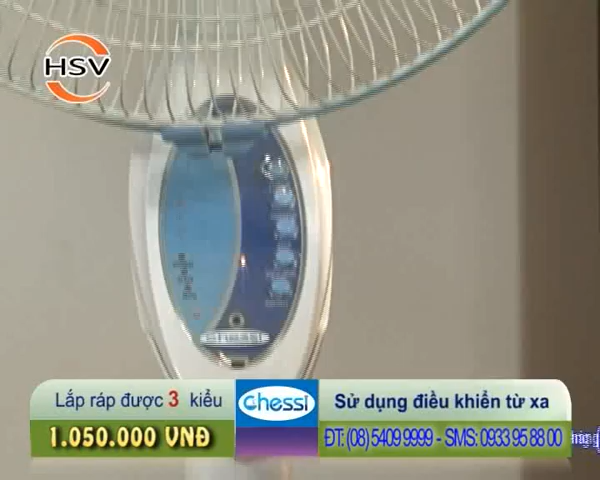 HSV
chessi
Lắp ráp được 3 kiểu
chessi
Sử dụng điều khiển từ xa
1.050.000 VNĐ
ĐT: (08) 5409 9999 - SMS: 0933 95 88 00